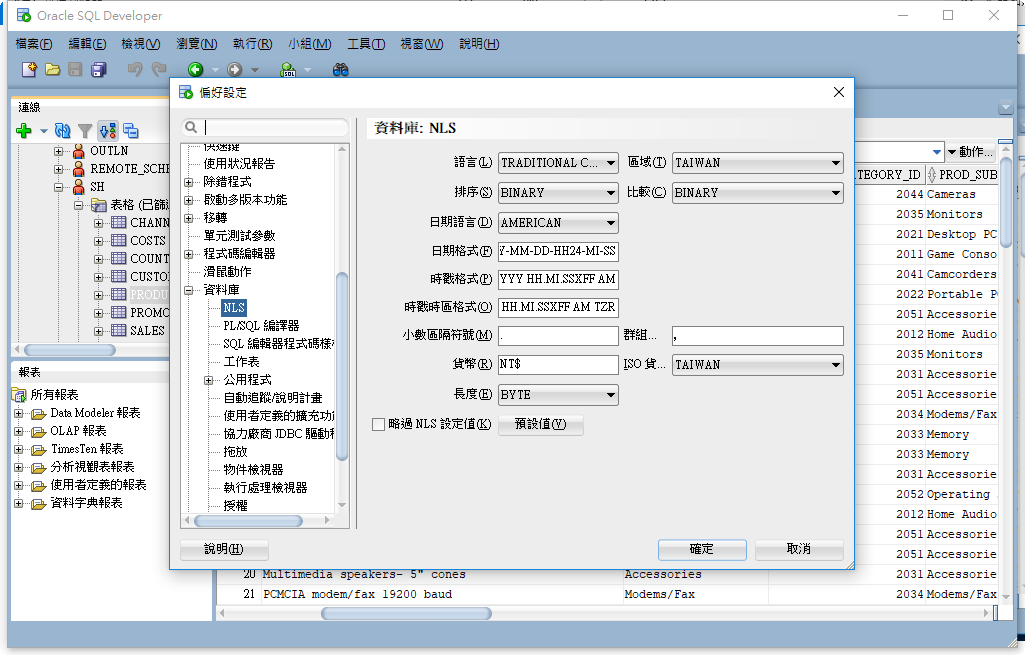 Oracle SQL Developer
檔案(F) 編輯(E) 檢視(V) 瀏覽(N) 執行(R) 小組(M) 工具(T) 視窗(W) 說明(H)
連線
OUTLN
SH
CHANN
COSTS
COUNT
CUSTO
PRODU
PROMC
SALES
報表
所有報表
Data Modeler 報表
OLAP 報表
TimesTen 報表
分析視觀表報表
使用者定義的報表
資料字典報表
偏好設定
快速鍵
使用狀況報告
除錯程式
啟動多版本功能
移轉
單元測試參數
程式碼編輯器
滑鼠動作
資料庫
NLS
PL/SQL 編譯器
SQL 編輯器程式碼樣
工作表
公用程式
自動追蹤/說明計畫
使用者定義的擴充功
協力廠商 JDBC 驅動
拖放
物件檢視器
執行處理檢視器
授權
資料庫: NLS
語言(L) TRADITIONAL C... 區域(T) TAIWAN
排序(S) BINARY 比較(C) BINARY
日期語言(D) AMERICAN
日期格式(F) Y-MM-DD-HH24-MI-SS
時戳格式(P) YYY HH.MI.SSXFF AM
時戳時區格式(O) HH.MI.SSXFF AM TZR
小數區隔符號(M) . 群組... ,
貨幣(R) NT$ ISO 貨... TAIWAN
長度(E) BYTE
略過 NLS 設定值(K) 預設值(Y)
說明(H) 確定 取消
動作...
TEGORY_ID PROD_SUB
2044 Cameras
2035 Monitors
2021 Desktop PC
2011 Game Conso
2041 Camcorders
2022 Portable P
2051 Accessorie
2012 Home Audio
2035 Monitors
2031 Accessorie
2051 Accessorie
2034 Modems/Fax
2033 Memory
2033 Memory
2031 Accessorie
2052 Operating
2012 Home Audio
2051 Accessorie
2051 Accessorie
20 Multimedia speakers- 5" cones Accessories 2031 Accessorie
21 PCMCIA modem/fax 19200 baud Modems/Fax 2034 Modems/Fax